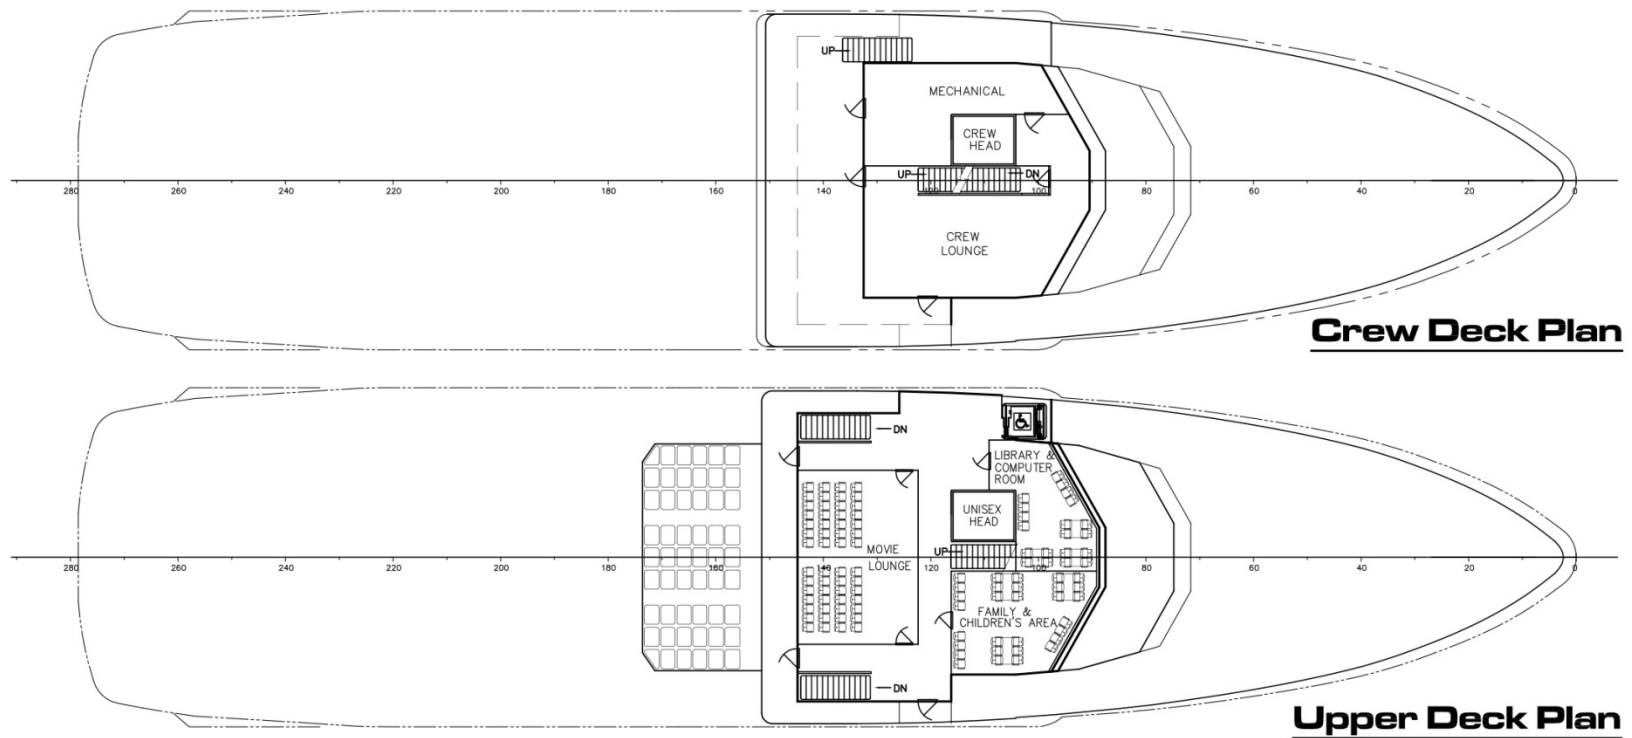 UP
MECHANICAL
CREW
HEAD
UP
DN
280 260 240 220 200 180 160 140 120 100 80 60 40 20 0
CREW
LOUNGE
Crew Deck Plan
DN
LIBRARY &
COMPUTER
ROOM
UNISEX
HEAD
MOVIE
LOUNGE
UP
280 260 240 220 200 180 160 140 120 100 80 60 40 20 0
FAMILY &
CHILDREN'S AREA
DN
Upper Deck Plan